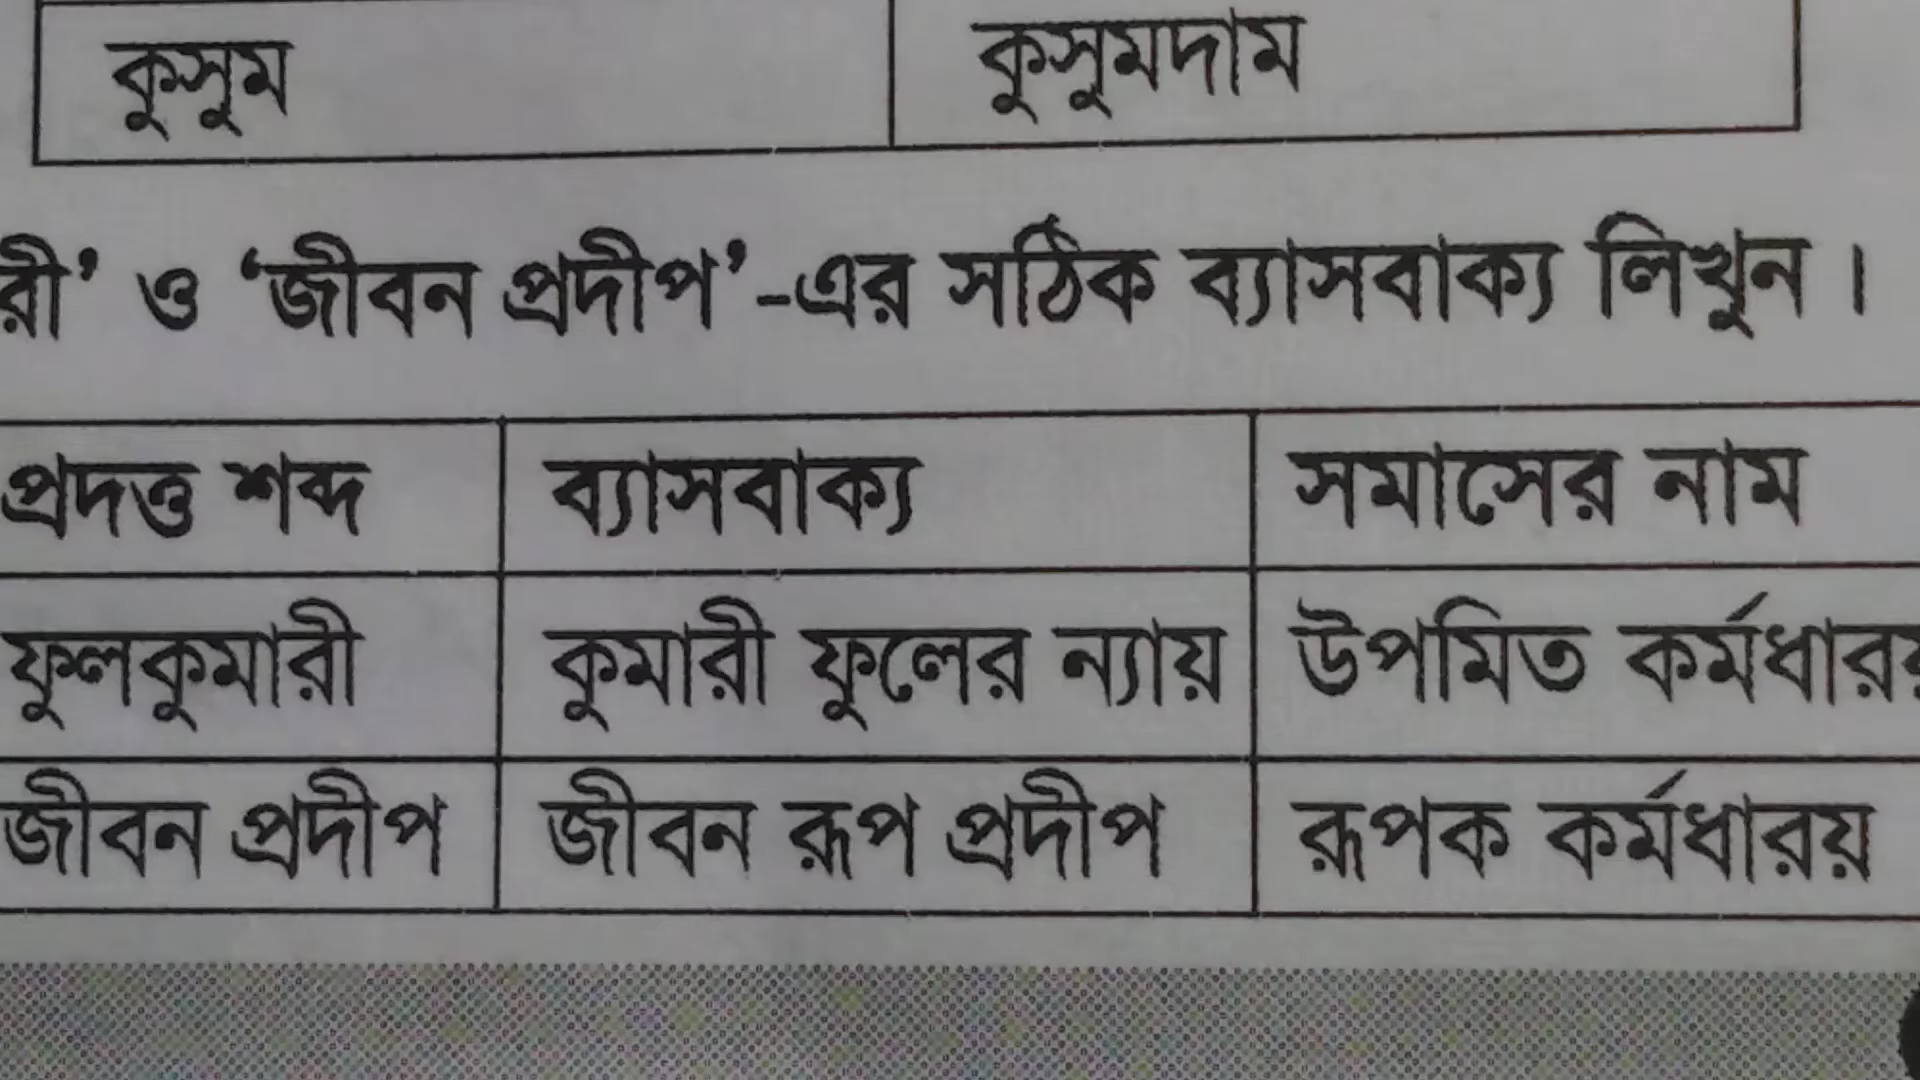 কুসুম কুসুমদাম
রী’ ও ‘জীবন প্রদীপ’-এর সঠিক ব্যাসবাক্য লিখুন।
প্রদত্ত শব্দ ব্যাসবাক্য সমাসের নাম
ফুলকুমারী কুমারী ফুলের ন্যায় উপমিত কর্মধারয়
জীবন প্রদীপ জীবন রূপ প্রদীপ রূপক কর্মধারয়